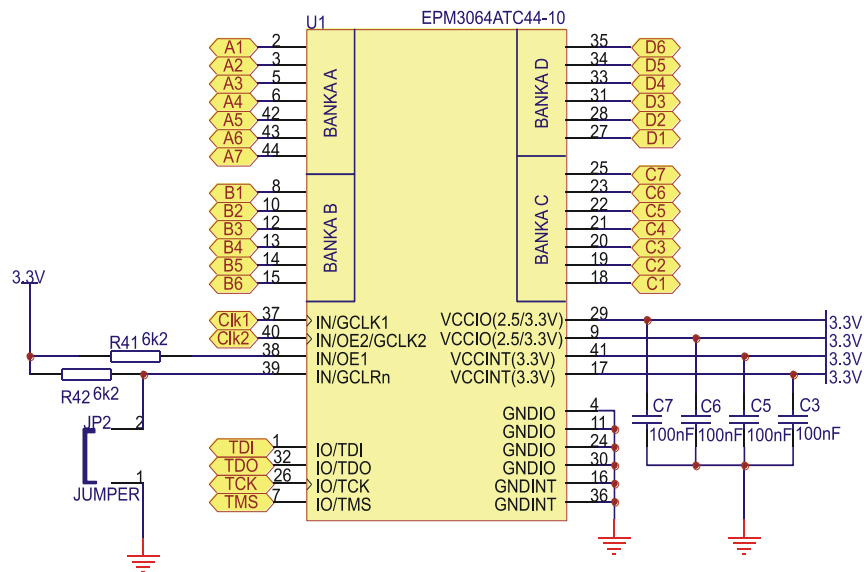 U1 EPM3064ATC44-10
A1 2
A2 3
A3 5
A4 6
A5 42
A6 43
A7 44
BANKA A
B1 8
B2 10
B3 12
B4 13
B5 14
B6 15
BANKA B
35 D6
34 D5
33 D4
31 D3
28 D2
27 D1
BANKA D
25 C7
23 C6
22 C5
21 C4
20 C3
19 C2
18 C1
BANKA C
3.3V
Clk1 37 IN/GCLK1
Clk2 40 IN/OE2/GCLK2
R41 6k2 38 IN/OE1
R42 6k2 39 IN/GCLRn
VCCIO(2.5/3.3V) 29 3.3V
VCCIO(2.5/3.3V) 9 3.3V
VCCINT(3.3V) 41 3.3V
VCCINT(3.3V) 17 3.3V
JP2 2
1
JUMPER
TDI 1 IO/TDI
TDO 32 IO/TDO
TCK 26 IO/TCK
TMS 7 IO/TMS
GNDIO 4
GNDIO 11
GNDIO 24
GNDIO 30
GNDINT 16
GNDINT 36
C7 100nF
C6 100nF
C5 100nF
C3 100nF